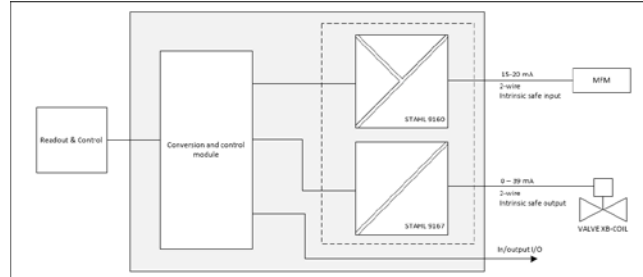 Readout & Control
Conversion and control
module
STAHL 9160
STAHL 9167
15-20 mA
2-wire
Intrinsic safe input
MFM
0 – 39 mA
2-wire
Intrinsic safe output
VALVE XB-COIL
In/output I/O